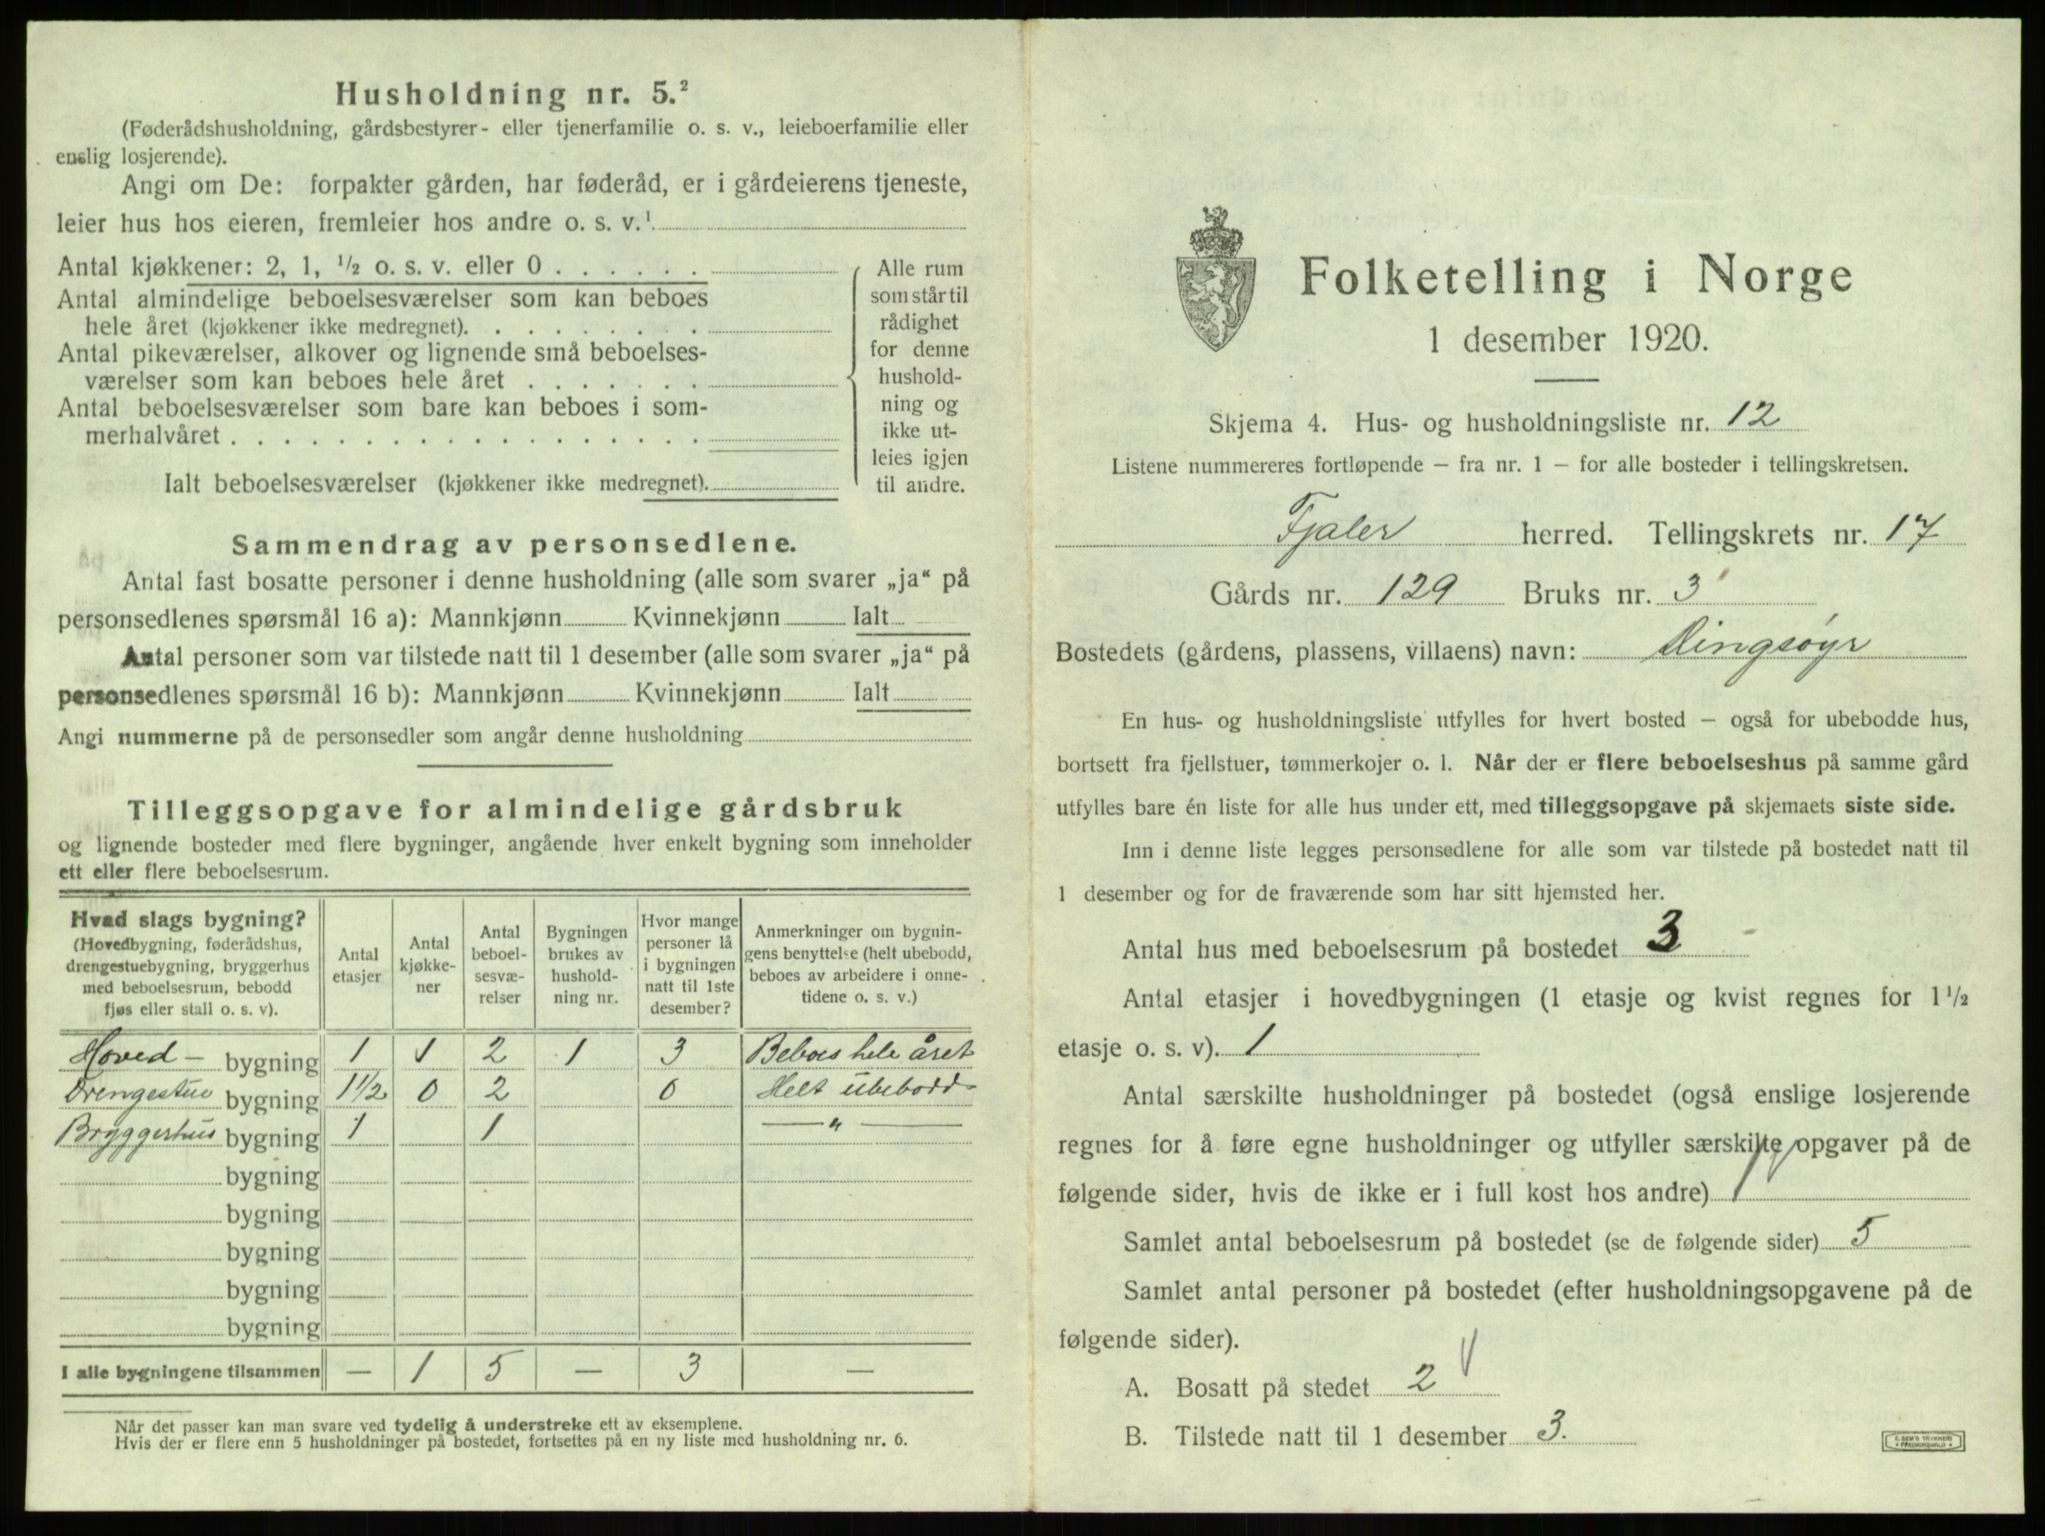 Husholdning nr. 5.²
(Føderådshusholdning, gårdsbestyrer- eller tjenerfamilie o. s. v., leieboerfamilie eller
enslig losjerende).
Angi om De: forpakter gården, har føderåd, er i gårdeierens tjeneste,
leier hus hos eieren, fremleier hos andre o. s. v.¹
Antal kjøkkener: 2, 1, ½ o. s. v. eller 0
Antal almindelige beboelsesværelser som kan beboes
hele året (kjøkkener ikke medregnet).
Antal pikeværelser, alkover og lignende små beboelses-
værelser som kan beboes hele året
Antal beboelsesværelser som bare kan beboes i som-
merhalvåret
Ialt beboelsesværelser (kjøkkener ikke medregnet).
Alle rum
som står til
rådighet
for denne
hushold-
ning og
ikke ut-
leies igjen
til andre.
Sammendrag av personsedlene.
Antal fast bosatte personer i denne husholdning (alle som svarer „ja“ på
personsedlenes spørsmål 16 a): Mannkjønn Kvinnekjønn Ialt
Antal personer som var tilstede natt til 1 desember (alle som svarer „ja“ på
personsedlenes spørsmål 16 b): Mannkjønn Kvinnekjønn Ialt
Angi nummerne på de personsedler som angår denne husholdning
Tilleggsopgave for almindelige gårdsbruk
og lignende bosteder med flere bygninger, angående hver enkelt bygning som inneholder
ett eller flere beboelsesrum.
Hvad slags bygning?
(Hovedbygning, føderådshus,
drengestuebygning, bryggerhus
med beboelsesrum, bebodd
fjøs eller stall o. s. v).
Antal
etasjer
Antal
kjøkke-
ner
Antal
beboel-
sesvæ-
relser
Bygningen
brukes av
hushold-
ning nr.
Hvor mange
personer lå
i bygningen
natt til 1ste
desember?
Anmerkninger om bygnin-
gens benyttelse (helt ubebodd,
beboes av arbeidere i onne-
tidene o. s. v.)
Hoved- bygning 1 1 2 1 3 Beboes hele året
Drengestue bygning 1½ 0 2 0 Helt ubebodd
Bryggerhus bygning 1 1 — „ —
bygning
bygning
bygning
bygning
bygning
I alle bygningene tilsammen — 1 5 — 3 —
Når det passer kan man svare ved tydelig å understreke ett av eksemplene.
Hvis der er flere enn 5 husholdninger på bostedet, fortsettes på en ny liste med husholdning nr. 6.
Folketelling i Norge
1 desember 1920.
Skjema 4. Hus- og husholdningsliste nr. 12
Listene nummereres fortløpende – fra nr. 1 – for alle bosteder i tellingskretsen.
Fjaler herred. Tellingskrets nr. 17
Gårds nr. 129 Bruks nr. 3
Bostedets (gårdens, plassens, villaens) navn: Dingsøyr
En hus- og husholdningsliste utfylles for hvert bosted – også for ubebodde hus,
bortsett fra fjellstuer, tømmerkojer o. l. Når der er flere beboelseshus på samme gård
utfylles bare én liste for alle hus under ett, med tilleggsopgave på skjemaets siste side.
Inn i denne liste legges personsedlene for alle som var tilstede på bostedet natt til
1 desember og for de fraværende som har sitt hjemsted her.
Antal hus med beboelsesrum på bostedet 3
Antal etasjer i hovedbygningen (1 etasje og kvist regnes for 1½
etasje o. s. v). 1
Antal særskilte husholdninger på bostedet (også enslige losjerende
regnes for å føre egne husholdninger og utfyller særskilte opgaver på de
følgende sider, hvis de ikke er i full kost hos andre) 1
Samlet antal beboelsesrum på bostedet (se de følgende sider) 5
Samlet antal personer på bostedet (efter husholdningsopgavene på de
følgende sider).
A. Bosatt på stedet 2
B. Tilstede natt til 1 desember 3.